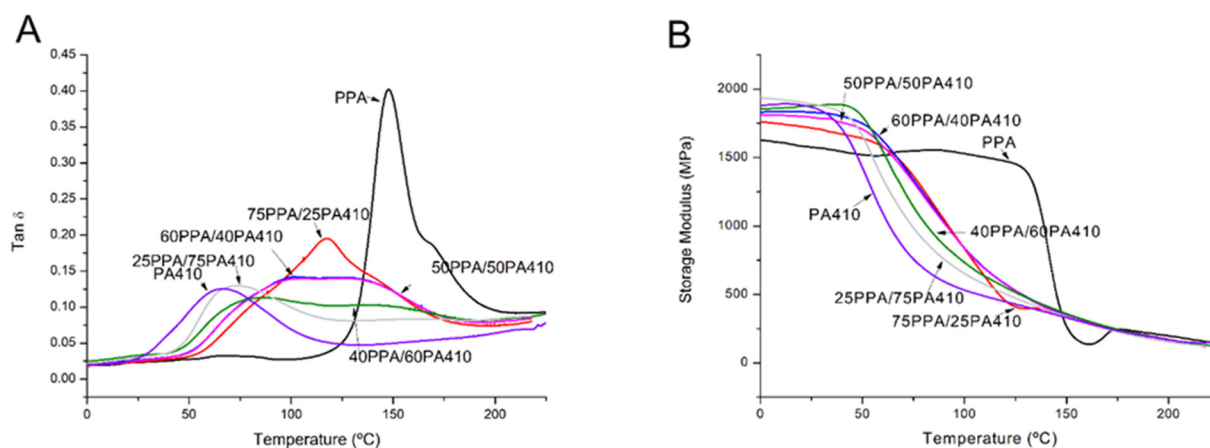 A
0.45
0.40
0.35
0.30
0.25
0.20
0.15
0.10
0.05
0.00
Tan δ
PPA
75PPA/25PA410
60PPA/40PA410
25PPA/75PA410
PA410
50PPA/50PA410
40PPA/60PA410
0 50 100 150 200
Temperature (ºC)
B
2000
1500
1000
500
0
Storage Modulus (MPa)
50PPA/50PA410
60PPA/40PA410
PPA
PA410
40PPA/60PA410
25PPA/75PA410
75PPA/25PA410
0 50 100 150 200
Temperature (ºC)